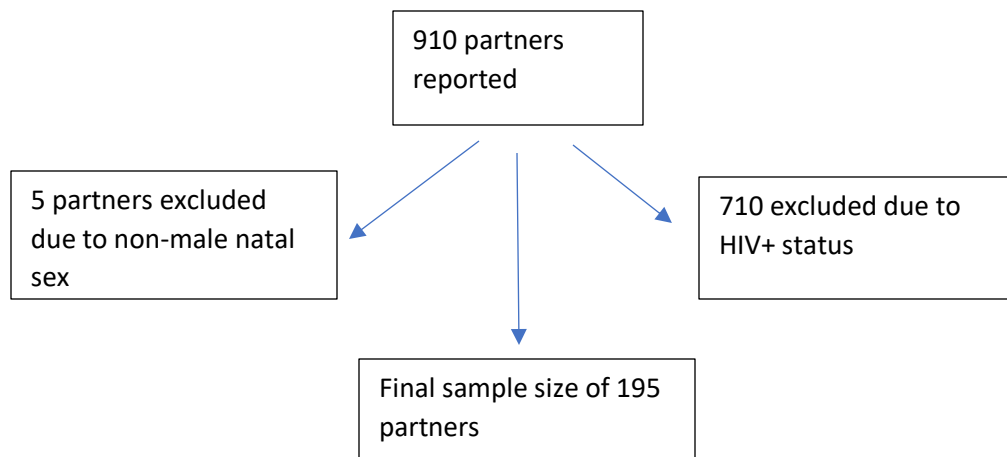 910 partners
reported
5 partners excluded
due to non-male natal
sex
710 excluded due to
HIV+ status
Final sample size of 195
partners